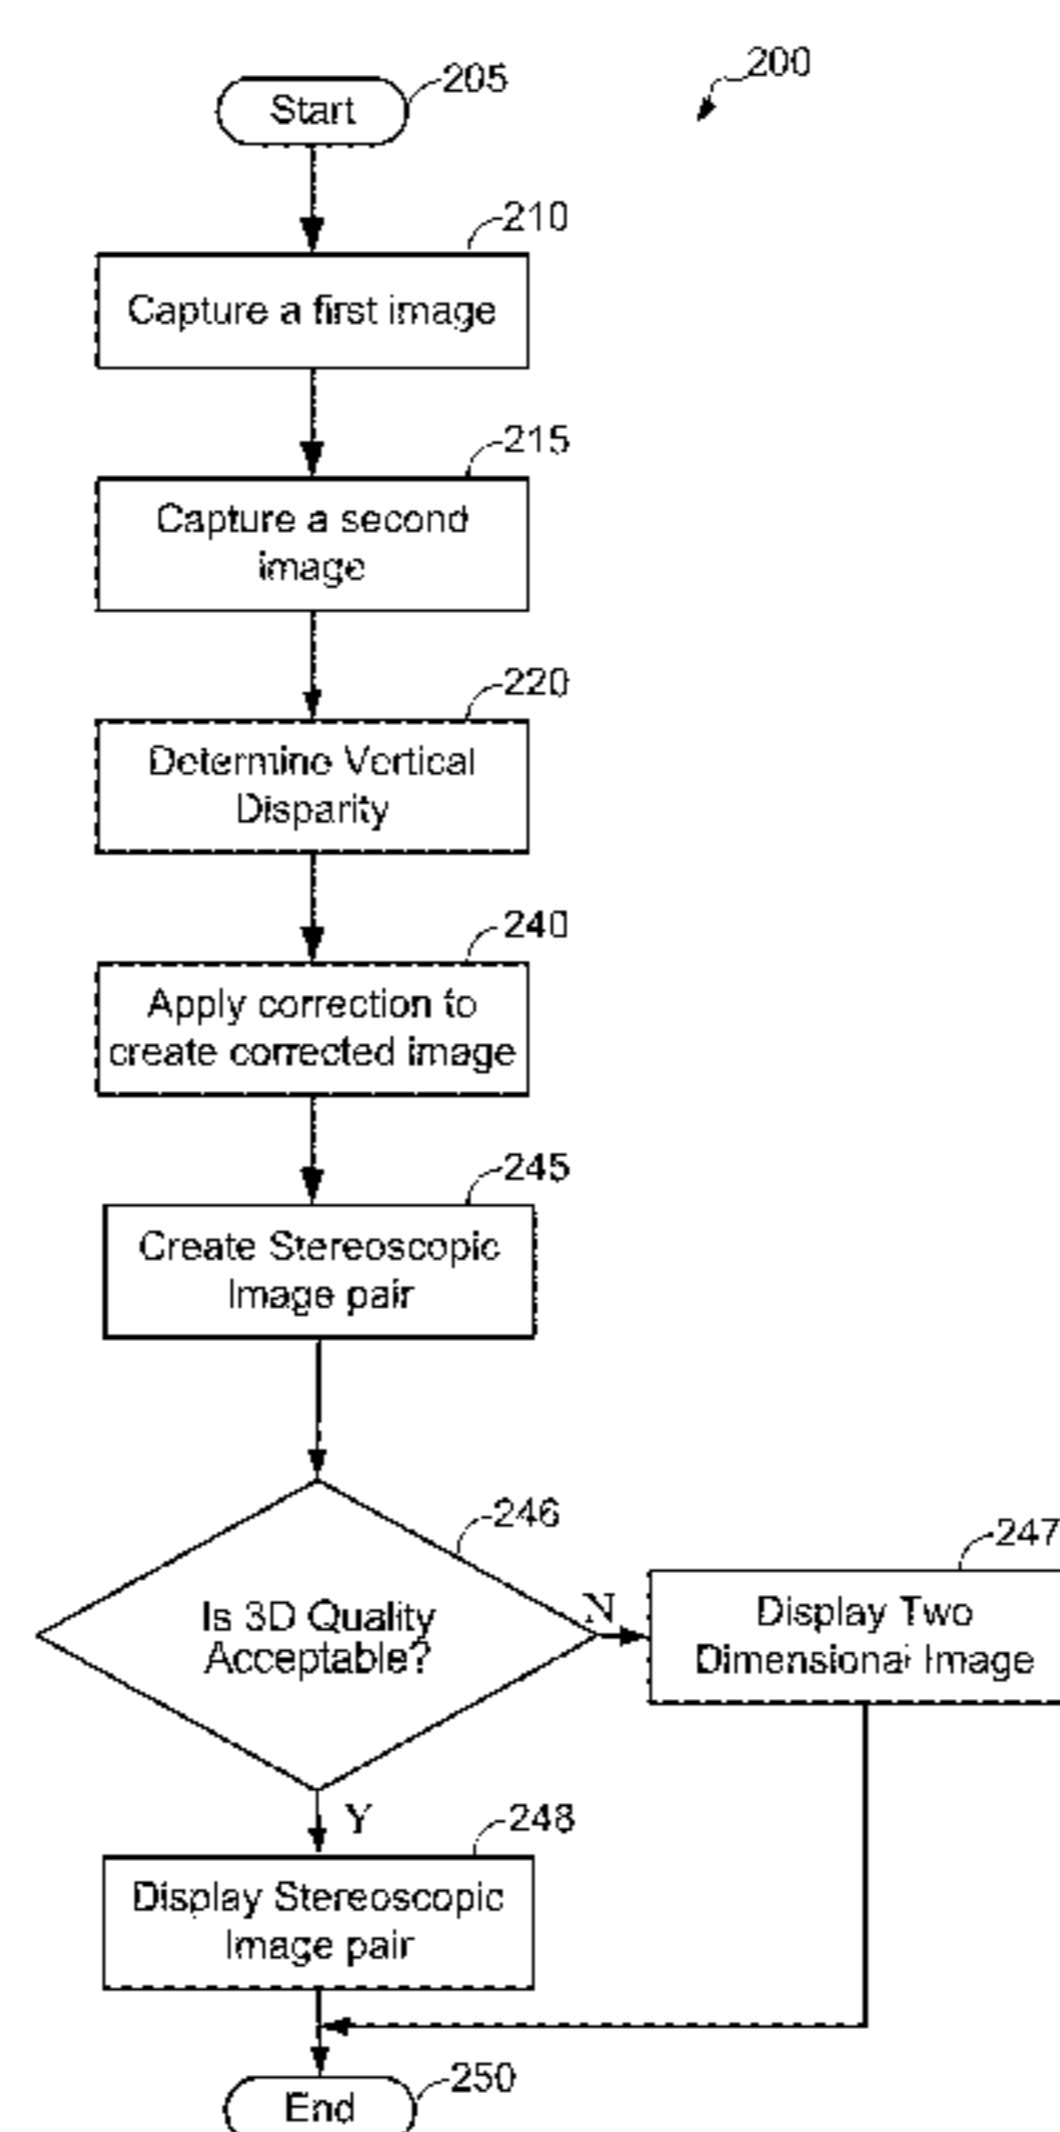 200
Start
205
210
Capture a first image
215
Capture a second
image
220
Determine Vertical
Disparity
240
Apply correction to
create corrected image
245
Create Stereoscopic
Image pair
246
Is 3D Quality
Acceptable?
N
247
Display Two
Dimensional Image
Y
248
Display Stereoscopic
Image pair
End
250